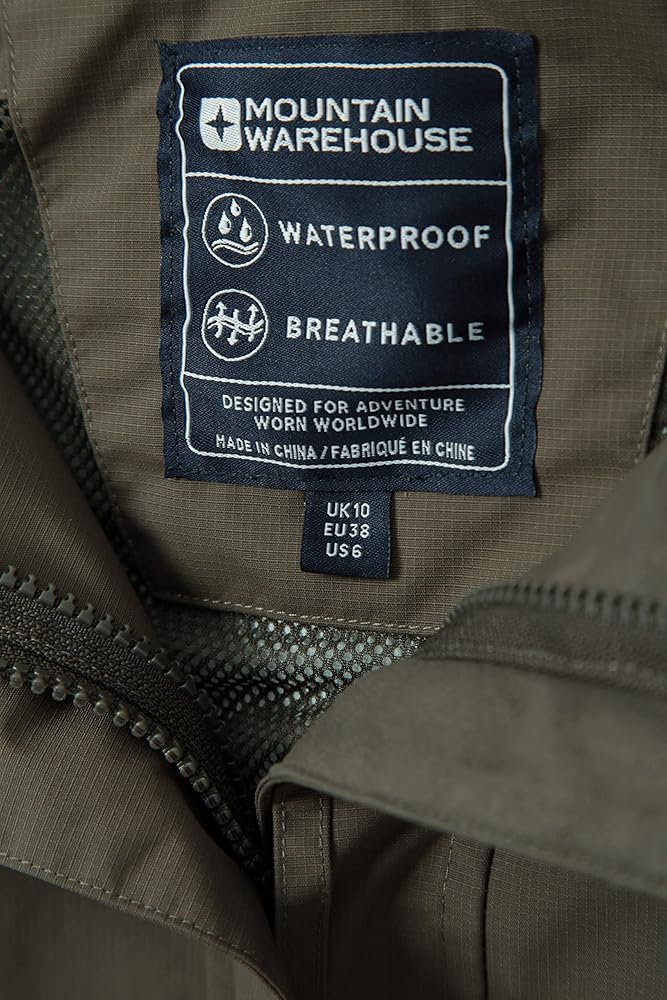 MOUNTAIN
WAREHOUSE
WATERPROOF
BREATHABLE
DESIGNED FOR ADVENTURE
WORN WORLDWIDE
MADE IN CHINA / FABRIQUÉ EN CHINE
UK10
EU38
US6